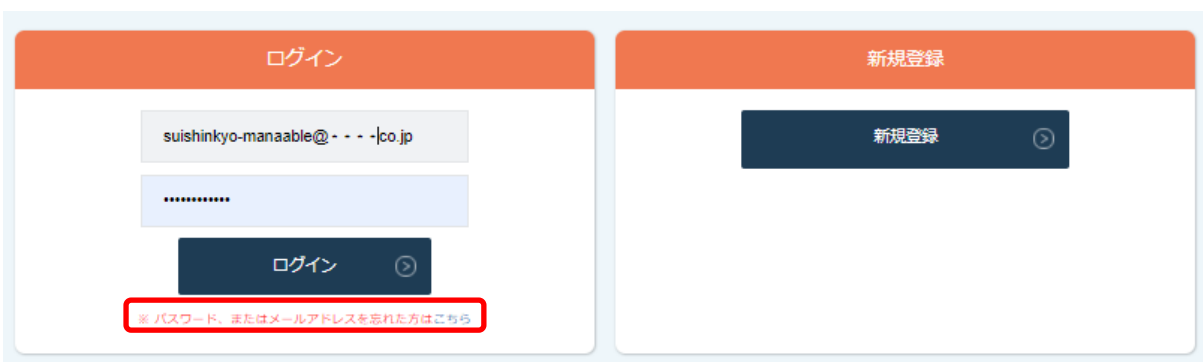 ログイン
suishinkyo-manaable@ - - - -co.jp
••••••••••••
ログイン
※ パスワード、またはメールアドレスを忘れた方はこちら
新規登録
新規登録